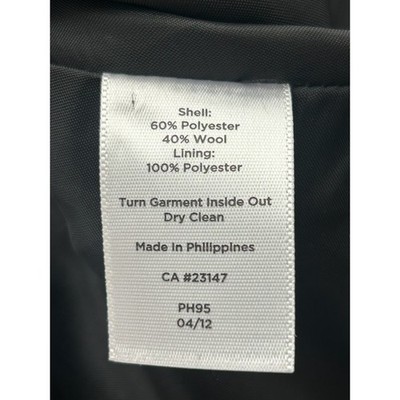 Shell:
60% Polyester
40% Wool
Lining:
100% Polyester
Turn Garment Inside Out
Dry Clean
Made in Philippines
CA #23147
PH95
04/12